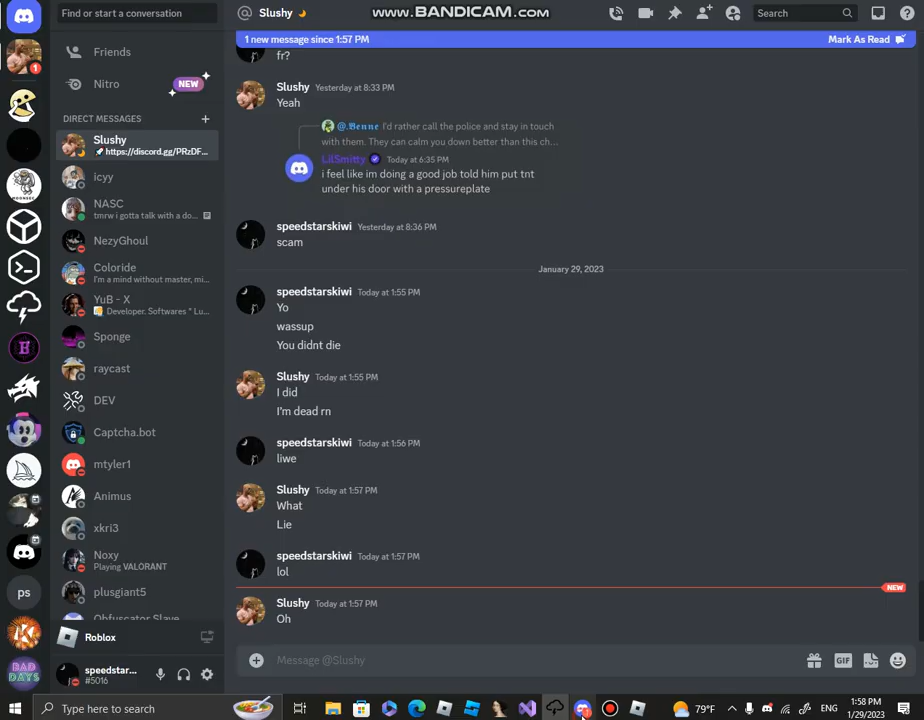 Find or start a conversation
Slushy
www.BANDICAM.com
Search
1 new message since 1:57 PM
Mark As Read
fr?
Friends
Nitro
NEW
DIRECT MESSAGES
Slushy
https://discord.gg/PRzDF...
icyy
NASC
tmrw i gotta talk with a do...
NezyGhoul
Coloride
I'm a mind without master, mi...
YuB - X
Developer. Softwares " Lu...
Sponge
raycast
DEV
Captcha.bot
mtyler1
Animus
xkri3
Noxy
Playing VALORANT
plusgiant5
Obfuscator Slave
Roblox
speedstar...
#5016
Slushy Yesterday at 8:33 PM
Yeah
@.Benne I'd rather call the police and stay in touch
with them. They can calm you down better than this ch...
LilSmitty Today at 6:35 PM
i feel like im doing a good job told him put tnt
under his door with a pressureplate
speedstarskiwi Yesterday at 8:36 PM
scam
January 29, 2023
speedstarskiwi Today at 1:55 PM
Yo
wassup
You didnt die
Slushy Today at 1:55 PM
I did
I'm dead rn
speedstarskiwi Today at 1:56 PM
liwe
Slushy Today at 1:57 PM
What
Lie
speedstarskiwi Today at 1:57 PM
lol
NEW
Slushy Today at 1:57 PM
Oh
Message @Slushy
GIF
ps
BAD
DAYS
1
Type here to search
79°F
ENG
1:58 PM
1/29/2023